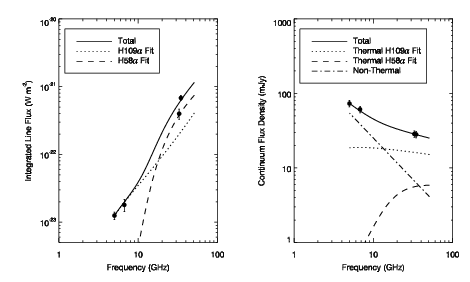 Total
H109α Fit
H58α Fit
Integrated Line Flux (W m⁻²)
10⁻²⁰
10⁻²¹
10⁻²²
10⁻²³
1
10
100
Frequency (GHz)
Total
Thermal H109α Fit
Thermal H58α Fit
Non-Thermal
Continuum Flux Density (mJy)
1000
100
10
1
1
10
100
Frequency (GHz)